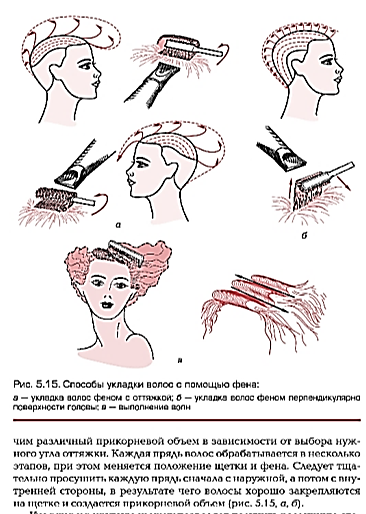 а
б
в
Рис. 5.15. Способы укладки волос с помощью фена:
а — укладка волос феном с оттяжкой; б — укладка волос феном перпендикулярно
поверхности головы; в — выполнение волн
чим различный прикорневой объем в зависимости от выбора нуж-
ного угла оттяжки. Каждая прядь волос обрабатывается в несколько
этапов, при этом меняется положение щетки и фена. Следует тща-
тельно просушить каждую прядь сначала с наружной, а потом с внут-
ренней стороны, в результате чего волосы хорошо закрепляются
на щетке и создается прикорневой объем (рис. 5.15, а, б).